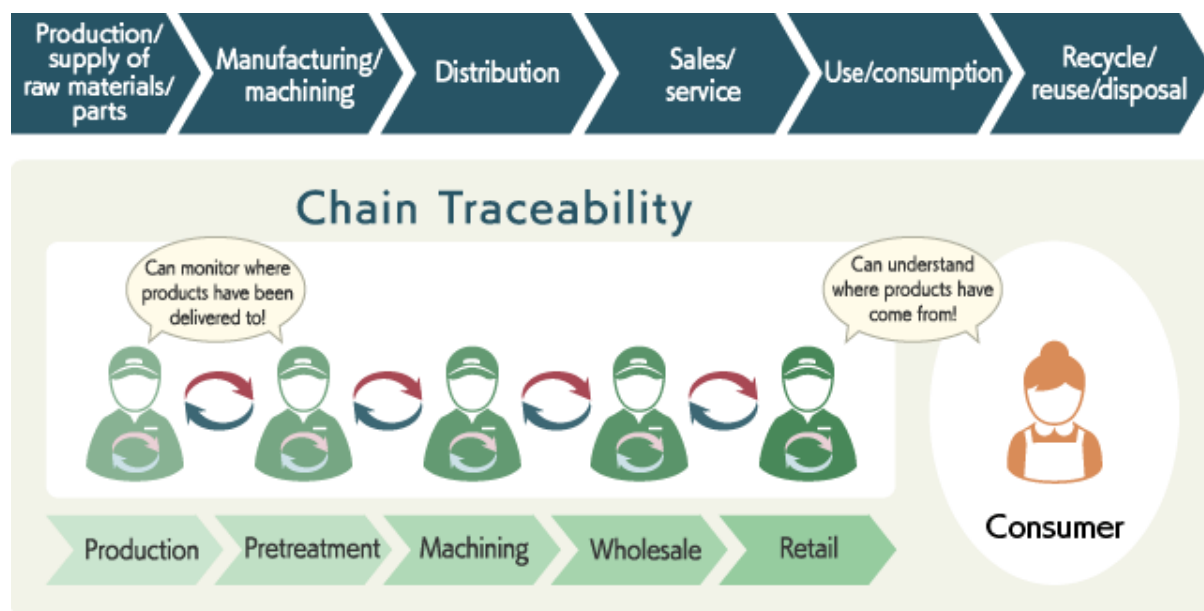 Production/
supply of
raw materials/
parts
Manufacturing/
machining
Distribution
Sales/
service
Use/consumption
Recycle/
reuse/disposal
Chain Traceability
Can monitor where
products have been
delivered to!
Can understand
where products have
come from!
Consumer
Production
Pretreatment
Machining
Wholesale
Retail